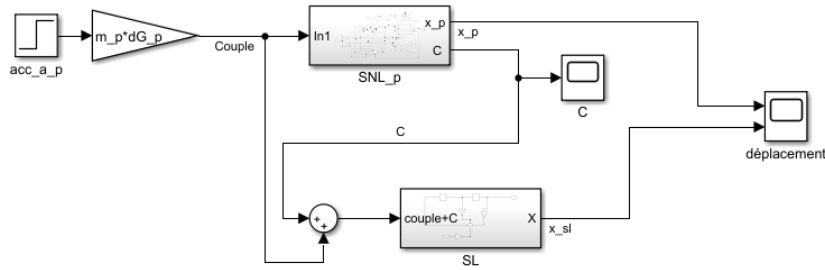 acc_a_p
m_p*dG_p
Couple
In1
x_p
C
SNL_p
x_p
C
déplacement
C
+
+
couple+C
X
SL
x_sl